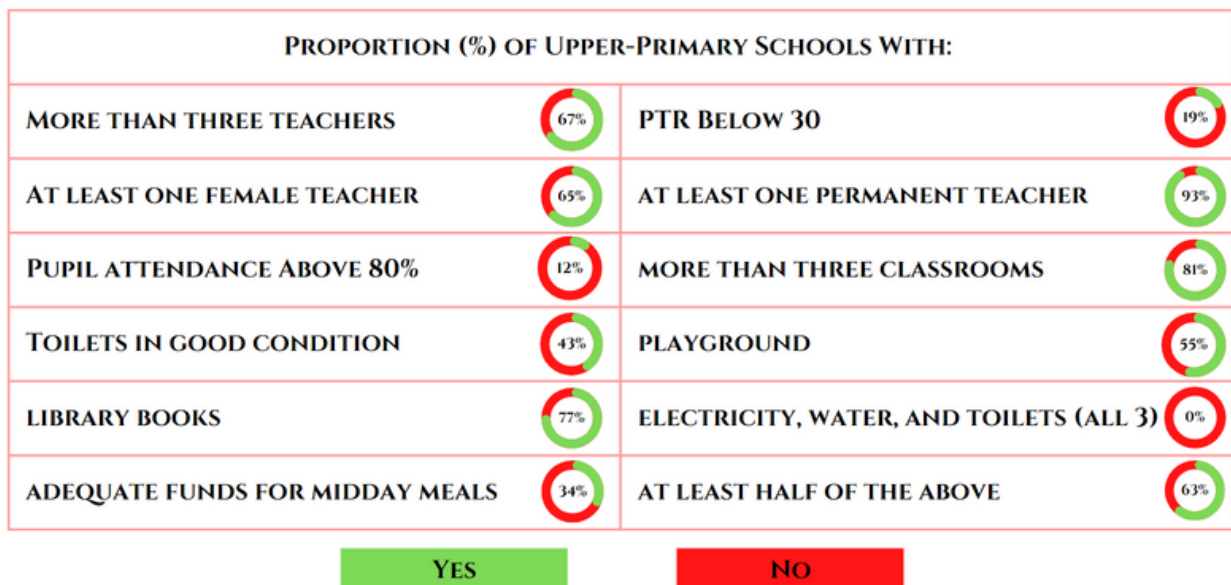 PROPORTION (%) OF UPPER-PRIMARY SCHOOLS WITH:
MORE THAN THREE TEACHERS 67% PTR BELOW 30 19%
AT LEAST ONE FEMALE TEACHER 65% AT LEAST ONE PERMANENT TEACHER 93%
PUPIL ATTENDANCE ABOVE 80% 12% MORE THAN THREE CLASSROOMS 81%
TOILETS IN GOOD CONDITION 43% PLAYGROUND 55%
LIBRARY BOOKS 77% ELECTRICITY, WATER, AND TOILETS (ALL 3) 0%
ADEQUATE FUNDS FOR MIDDAY MEALS 34% AT LEAST HALF OF THE ABOVE 63%
YES NO